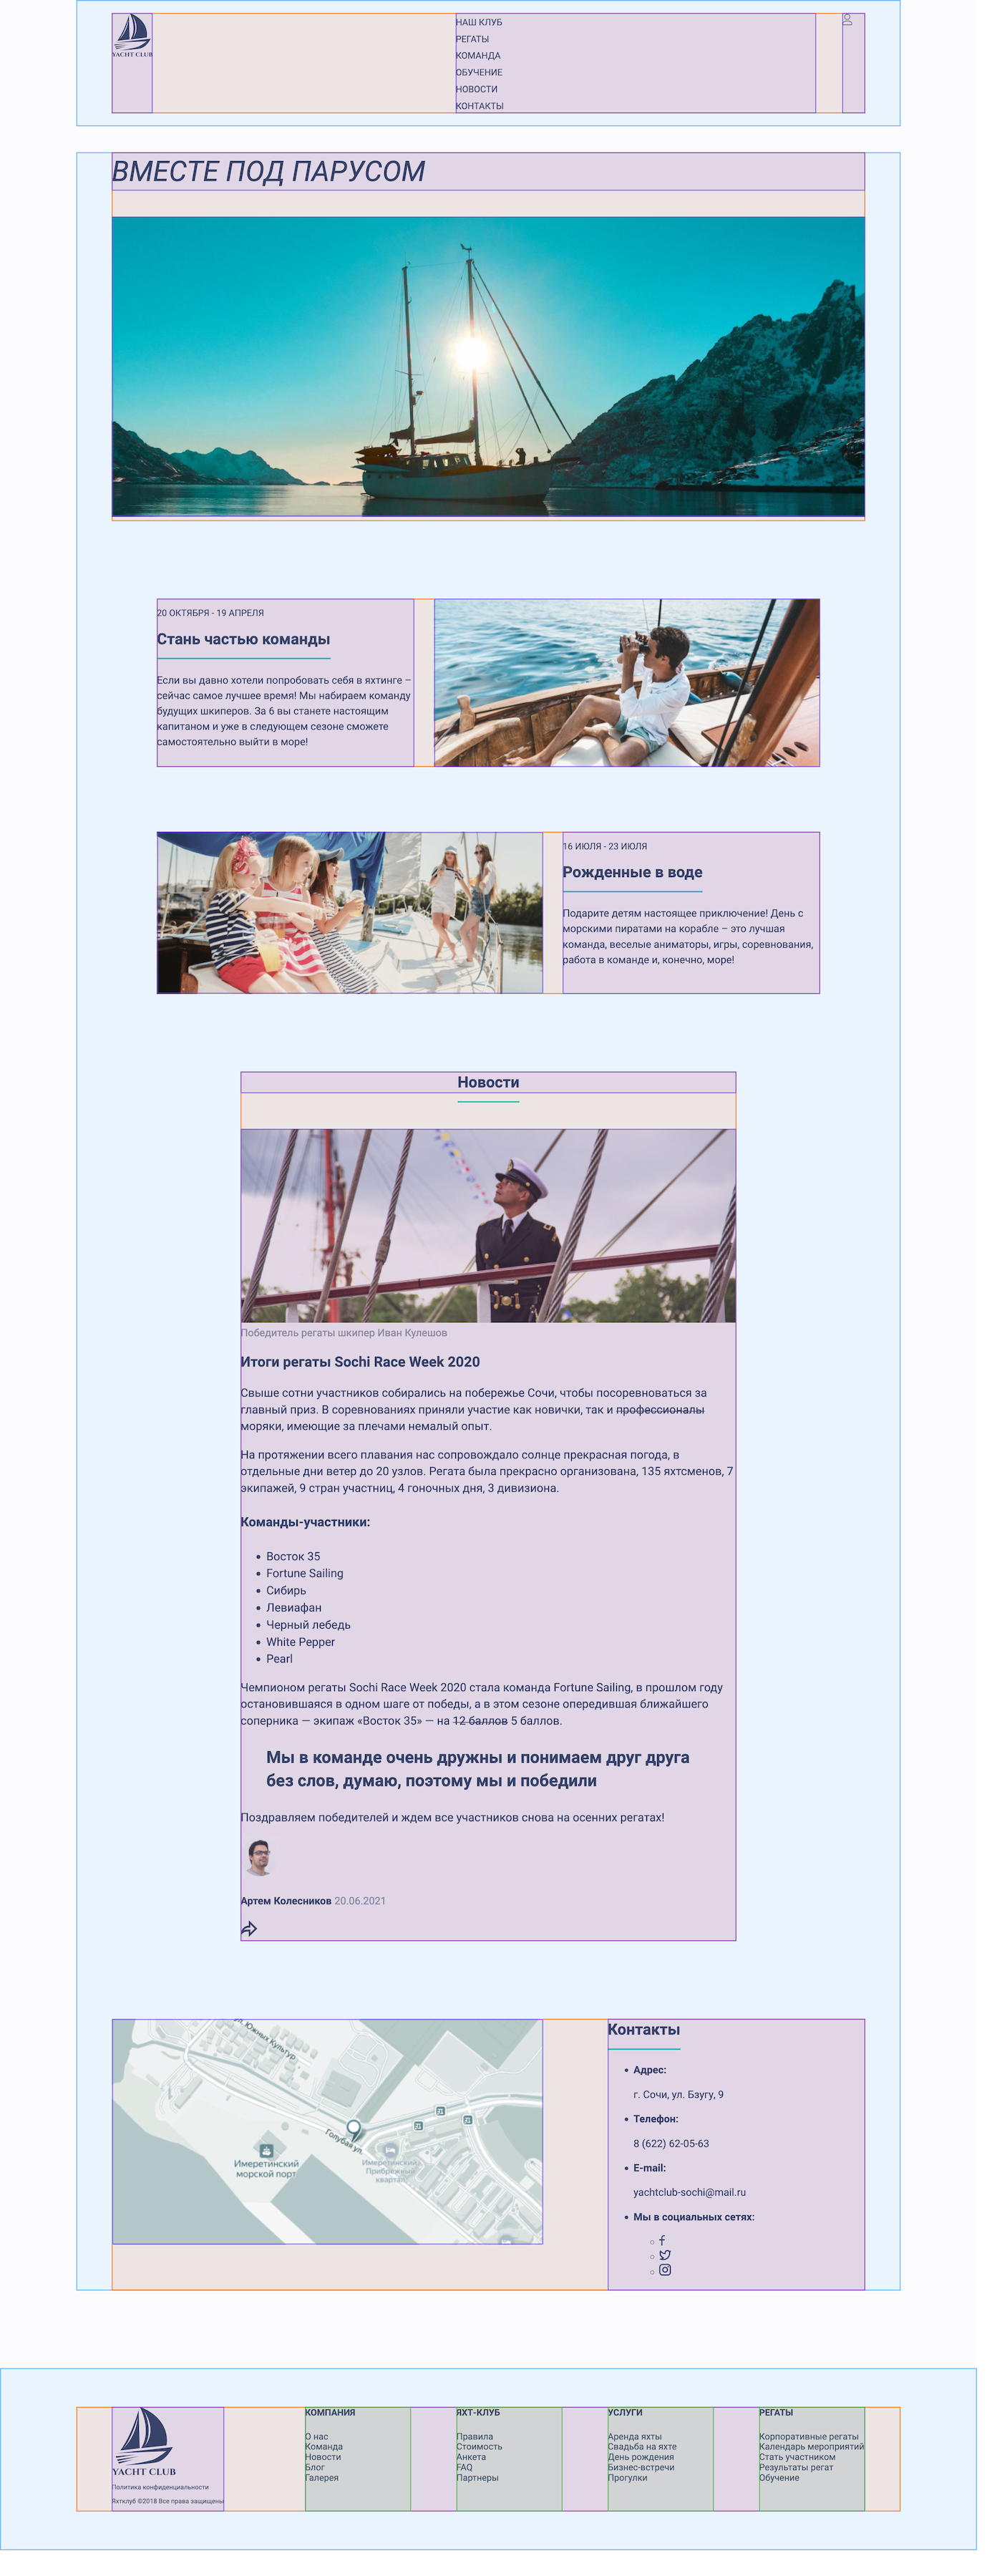 YACHT CLUB
НАШ КЛУБ
РЕГАТЫ
КОМАНДА
ОБУЧЕНИЕ
НОВОСТИ
КОНТАКТЫ
ВМЕСТЕ ПОД ПАРУСОМ
20 ОКТЯБРЯ - 19 АПРЕЛЯ
Стань частью команды
Если вы давно хотели попробовать себя в яхтинге –
сейчас самое лучшее время! Мы набираем команду
будущих шкиперов. За 6 вы станете настоящим
капитаном и уже в следующем сезоне сможете
самостоятельно выйти в море!
16 ИЮЛЯ - 23 ИЮЛЯ
Рожденные в воде
Подарите детям настоящее приключение! День с
морскими пиратами на корабле – это лучшая
команда, веселые аниматоры, игры, соревнования,
работа в команде и, конечно, море!
Новости
Победитель регаты шкипер Иван Кулешов
Итоги регаты Sochi Race Week 2020
Свыше сотни участников собирались на побережье Сочи, чтобы посоревноваться за
главный приз. В соревнованиях приняли участие как новички, так и профессионалы
моряки, имеющие за плечами немалый опыт.
На протяжении всего плавания нас сопровождало солнце прекрасная погода, в
отдельные дни ветер до 20 узлов. Регата была прекрасно организована, 135 яхтсменов, 7
экипажей, 9 стран участниц, 4 гоночных дня, 3 дивизиона.
Команды-участники:
Восток 35
Fortune Sailing
Сибирь
Левиафан
Черный лебедь
White Pepper
Pearl
Чемпионом регаты Sochi Race Week 2020 стала команда Fortune Sailing, в прошлом году
остановившаяся в одном шаге от победы, а в этом сезоне опередившая ближайшего
соперника — экипаж «Восток 35» — на 12 баллов 5 баллов.
Мы в команде очень дружны и понимаем друг друга
без слов, думаю, поэтому мы и победили
Поздравляем победителей и ждем все участников снова на осенних регатах!
Артем Колесников 20.06.2021
ул. Южных Культур
Голубая ул.
Имеретинский
морской порт
Имеретинский
Прибрежный
квартал
Контакты
Адрес:
г. Сочи, ул. Бзугу, 9
Телефон:
8 (622) 62-05-63
E-mail:
yachtclub-sochi@mail.ru
Мы в социальных сетях:
YACHT CLUB
Политика конфиденциальности
Яхтклуб ©2018 Все права защищены
КОМПАНИЯ
О нас
Команда
Новости
Блог
Галерея
ЯХТ-КЛУБ
Правила
Стоимость
Анкета
FAQ
Партнеры
УСЛУГИ
Аренда яхты
Свадьба на яхте
День рождения
Бизнес-встречи
Прогулки
РЕГАТЫ
Корпоративные регаты
Календарь мероприятий
Стать участником
Результаты регат
Обучение